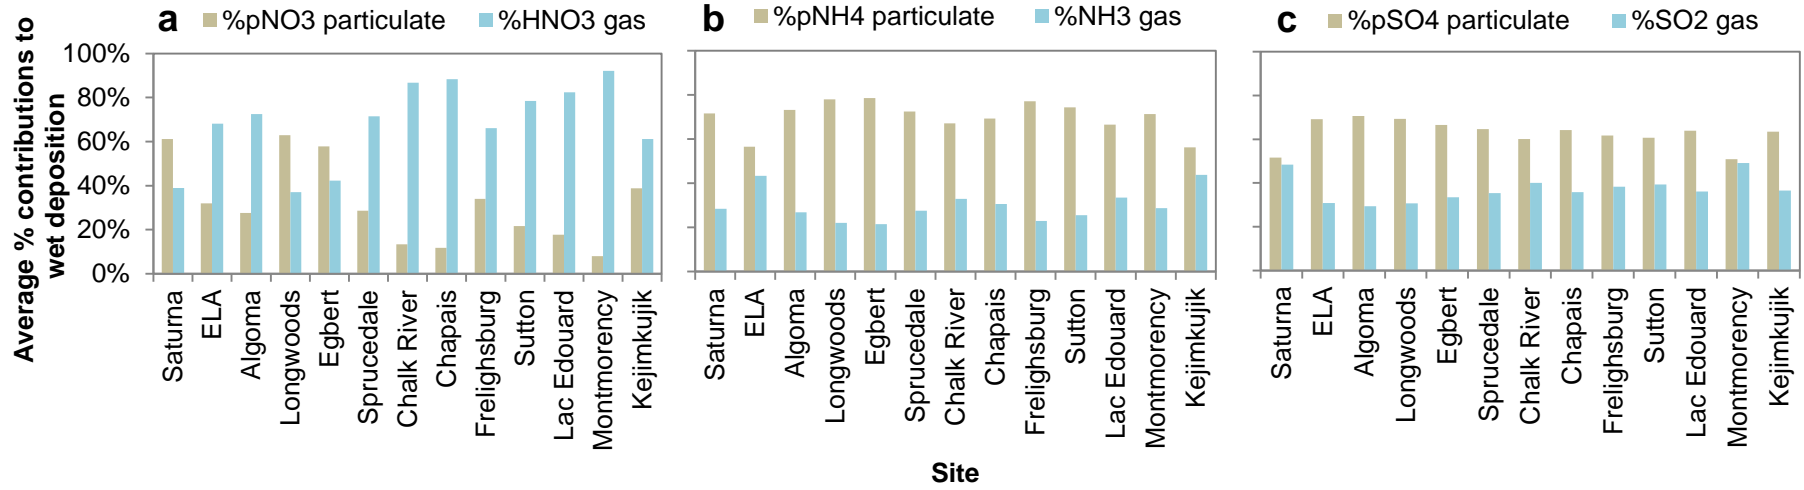 Average % contributions to
wet deposition
a
%pNO3 particulate
%HNO3 gas
100%
80%
60%
40%
20%
0%
Saturna
ELA
Algoma
Longwoods
Egbert
Sprucedale
Chalk River
Chapais
Frelighsburg
Sutton
Lac Edouard
Montmorency
Kejimkujik
b
%pNH4 particulate
%NH3 gas
Saturna
ELA
Algoma
Longwoods
Egbert
Sprucedale
Chalk River
Chapais
Frelighsburg
Sutton
Lac Edouard
Montmorency
Kejimkujik
c
%pSO4 particulate
%SO2 gas
Saturna
ELA
Algoma
Longwoods
Egbert
Sprucedale
Chalk River
Chapais
Frelighsburg
Sutton
Lac Edouard
Montmorency
Kejimkujik
Site